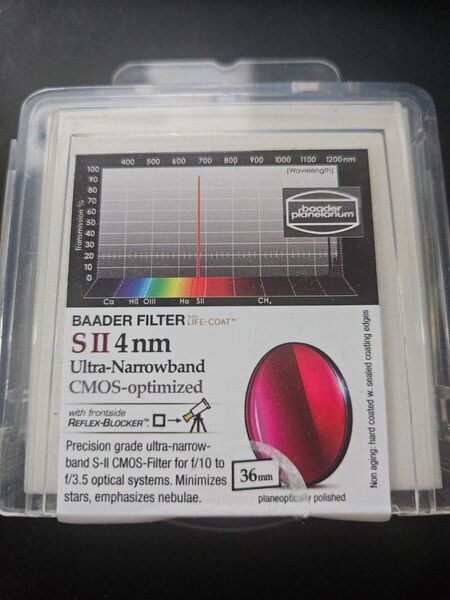 400 500 600 700 800 900 1000 1100 1200nm
(Wavelength)
100
90
80
70
60
50
40
30
20
10
0
Transmission %
baader
planetarium
Ca Hß OIII Ha SII CH₄
BAADER FILTER LIFE-COAT™
S II 4 nm
Ultra-Narrowband
CMOS-optimized
with frontside
REFLEX-BLOCKER™:
Precision grade ultra-narrow-
band S-II CMOS-Filter for f/10 to
f/3.5 optical systems. Minimizes
stars, emphasizes nebulae.
36mm
planeoptically polished
Non aging: hard coated w. sealed coating edges